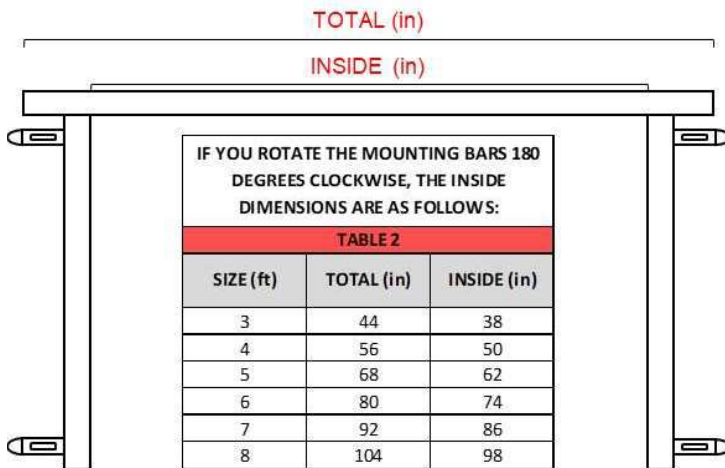 TOTAL (in)
INSIDE (in)
IF YOU ROTATE THE MOUNTING BARS 180
DEGREES CLOCKWISE, THE INSIDE
DIMENSIONS ARE AS FOLLOWS:
TABLE 2
SIZE (ft) TOTAL (in) INSIDE (in)
3 44 38
4 56 50
5 68 62
6 80 74
7 92 86
8 104 98